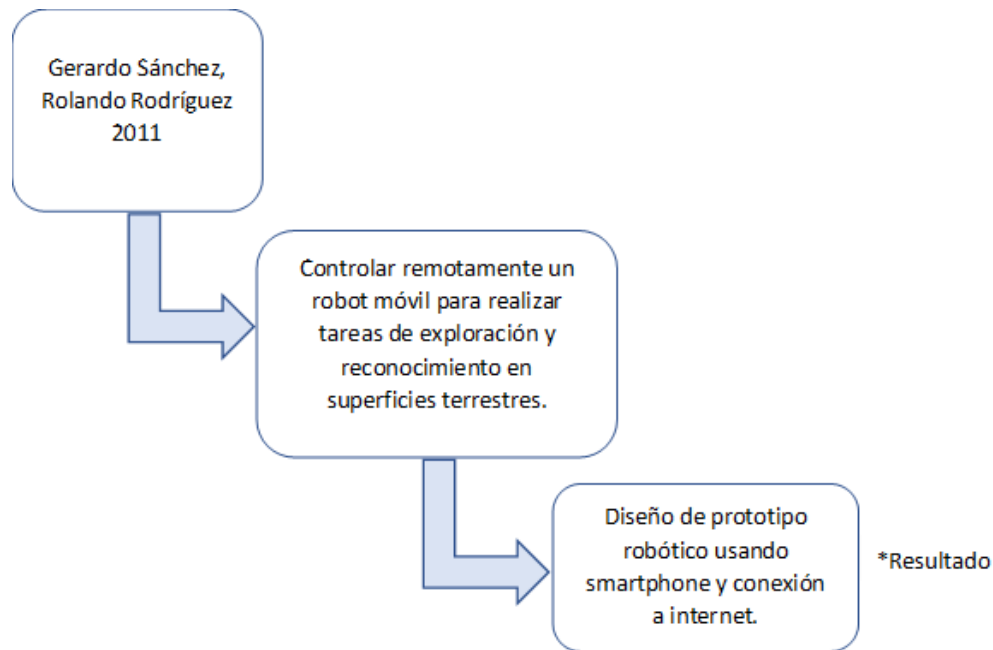 Gerardo Sánchez,
Rolando Rodríguez
2011
Controlar remotamente un
robot móvil para realizar
tareas de exploración y
reconocimiento en
superficies terrestres.
Diseño de prototipo
robótico usando
smartphone y conexión
a internet.
*Resultado